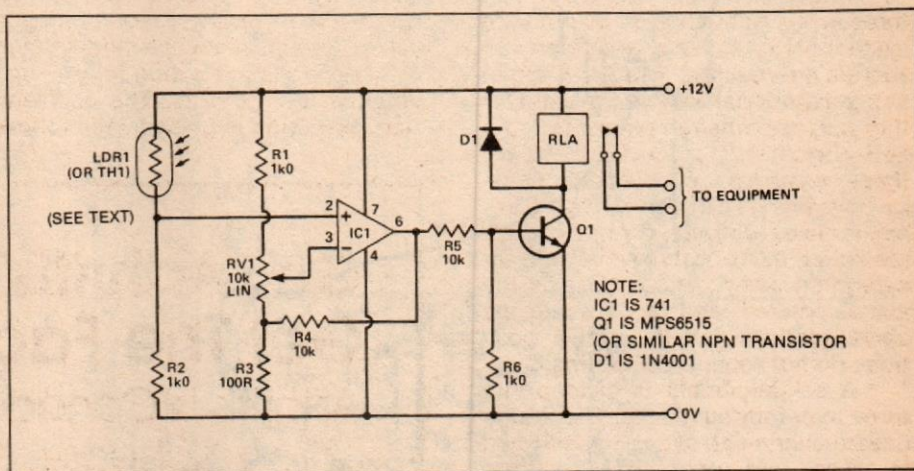 +12V
LDR1
(OR TH1)
(SEE TEXT)
R1
1k0
D1
RLA
TO EQUIPMENT
2
+
7
6
IC1
3
−
4
R5
10k
Q1
RV1
10k
LIN
R4
10k
NOTE:
IC1 IS 741
Q1 IS MPS6515
(OR SIMILAR NPN TRANSISTOR
D1 IS 1N4001
R2
1k0
R3
100R
R6
1k0
0V